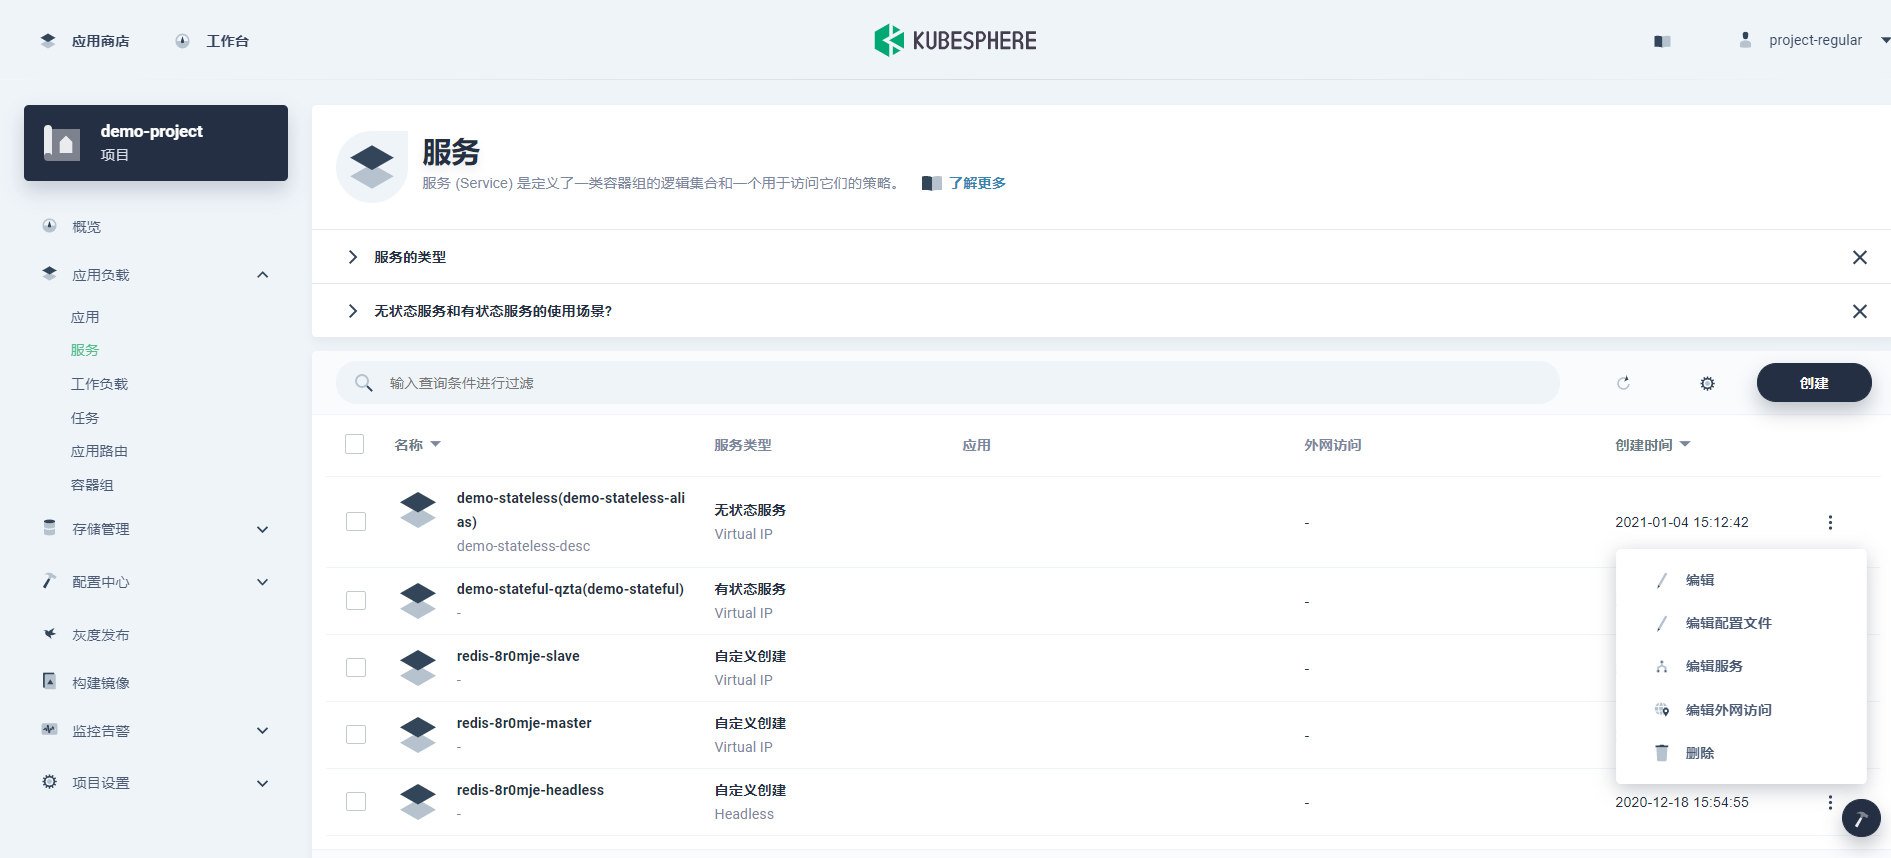 应用商店
工作台
KUBESPHERE
project-regular
demo-project
项目
概览
应用负载
应用
服务
工作负载
任务
应用路由
容器组
存储管理
配置中心
灰度发布
构建镜像
监控告警
项目设置
服务
服务 (Service) 是定义了一类容器组的逻辑集合和一个用于访问它们的策略。
了解更多
服务的类型
无状态服务和有状态服务的使用场景?
输入查询条件进行过滤
创建
名称
服务类型
应用
外网访问
创建时间
demo-stateless(demo-stateless-ali
as)
demo-stateless-desc
无状态服务
Virtual IP
-
2021-01-04 15:12:42
demo-stateful-qzta(demo-stateful)
-
有状态服务
Virtual IP
-
redis-8r0mje-slave
-
自定义创建
Virtual IP
-
redis-8r0mje-master
-
自定义创建
Virtual IP
-
redis-8r0mje-headless
-
自定义创建
Headless
-
2020-12-18 15:54:55
编辑
编辑配置文件
编辑服务
编辑外网访问
删除